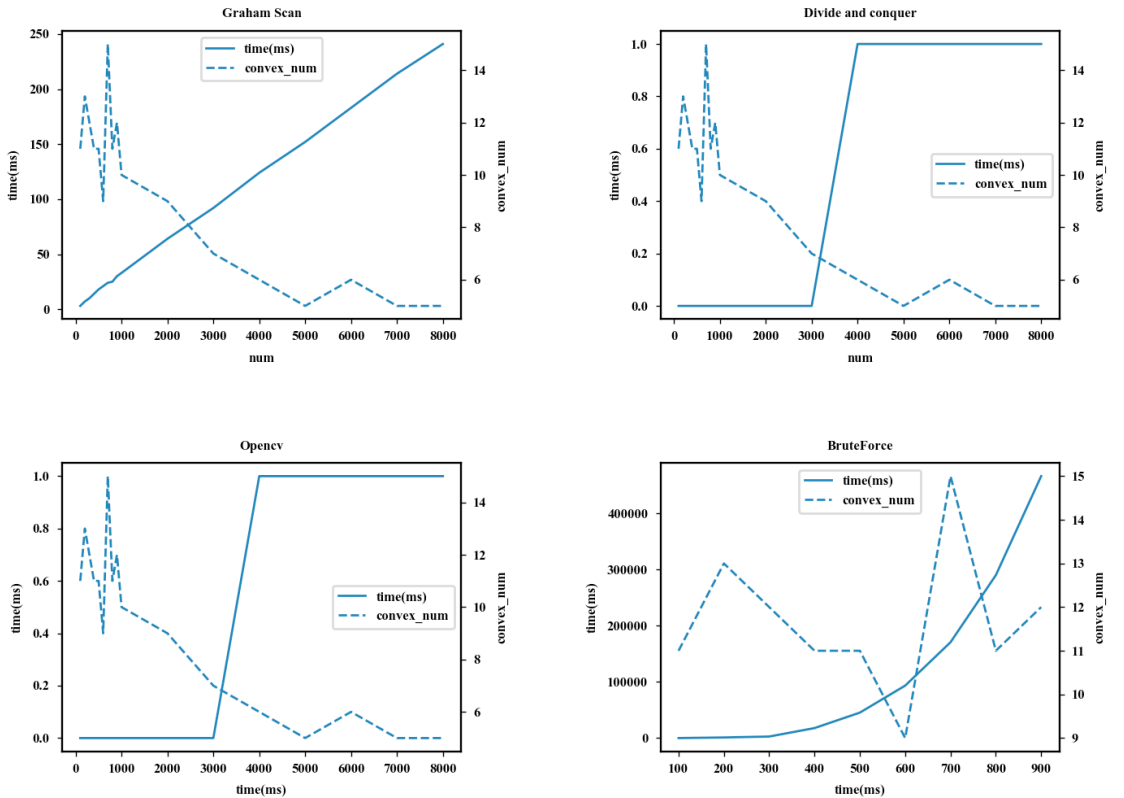 Graham Scan
250
200
150
100
50
0
time(ms)
time(ms)
convex_num
14
12
10
8
6
convex_num
0 1000 2000 3000 4000 5000 6000 7000 8000
num
Divide and conquer
1.0
0.8
0.6
0.4
0.2
0.0
time(ms)
time(ms)
convex_num
14
12
10
8
6
convex_num
0 1000 2000 3000 4000 5000 6000 7000 8000
num
Opencv
1.0
0.8
0.6
0.4
0.2
0.0
time(ms)
time(ms)
convex_num
14
12
10
8
6
convex_num
0 1000 2000 3000 4000 5000 6000 7000 8000
time(ms)
BruteForce
400000
300000
200000
100000
0
time(ms)
time(ms)
convex_num
15
14
13
12
11
10
9
convex_num
100 200 300 400 500 600 700 800 900
time(ms)